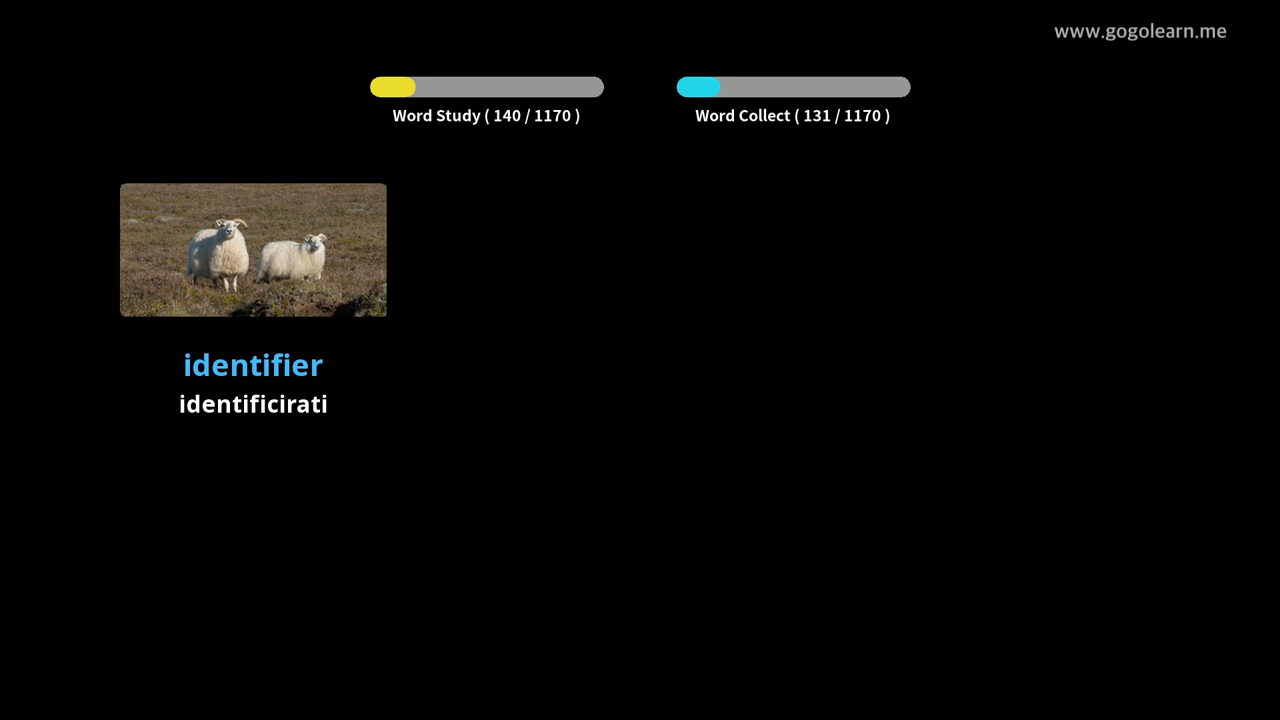 www.gogolearn.me
Word Study ( 140 / 1170 )
Word Collect ( 131 / 1170 )
identifier
identificirati